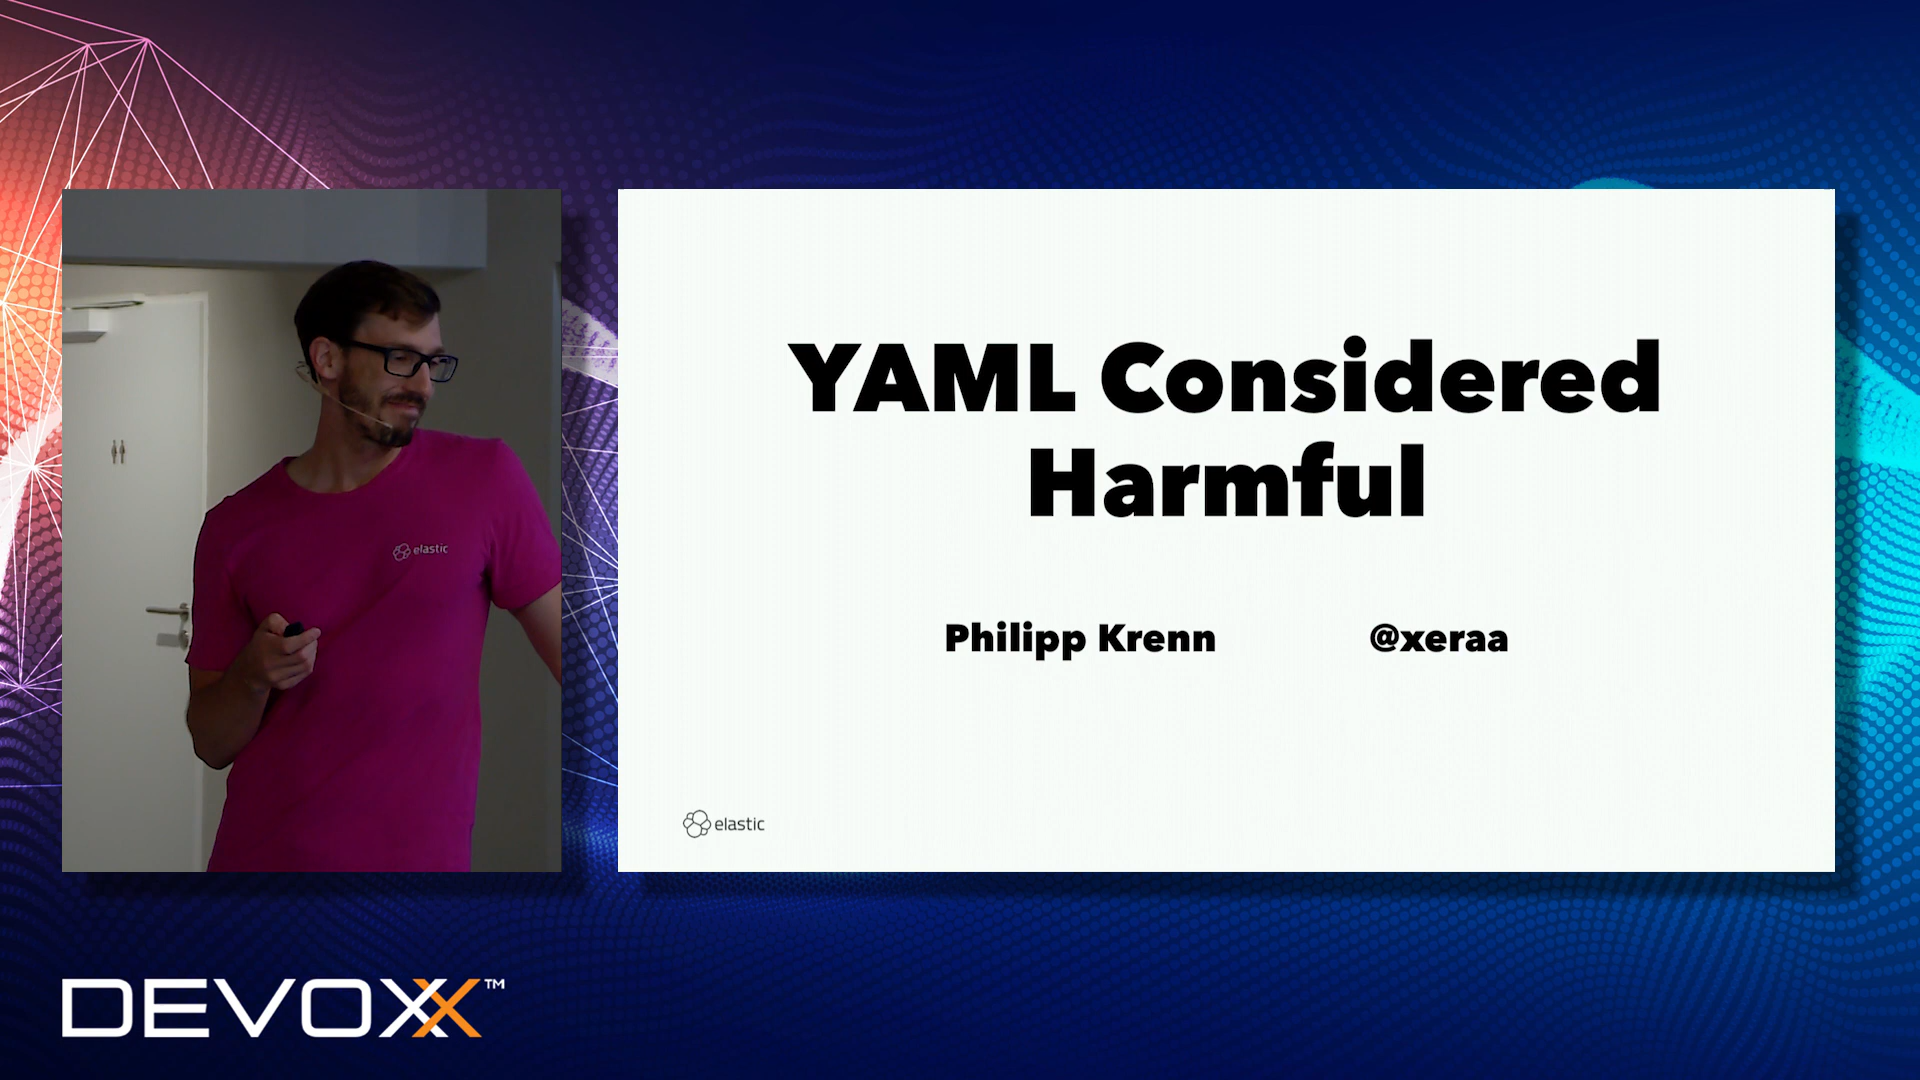 elastic
YAML Considered
Harmful
Philipp Krenn @xeraa
elastic
DEVOXX™